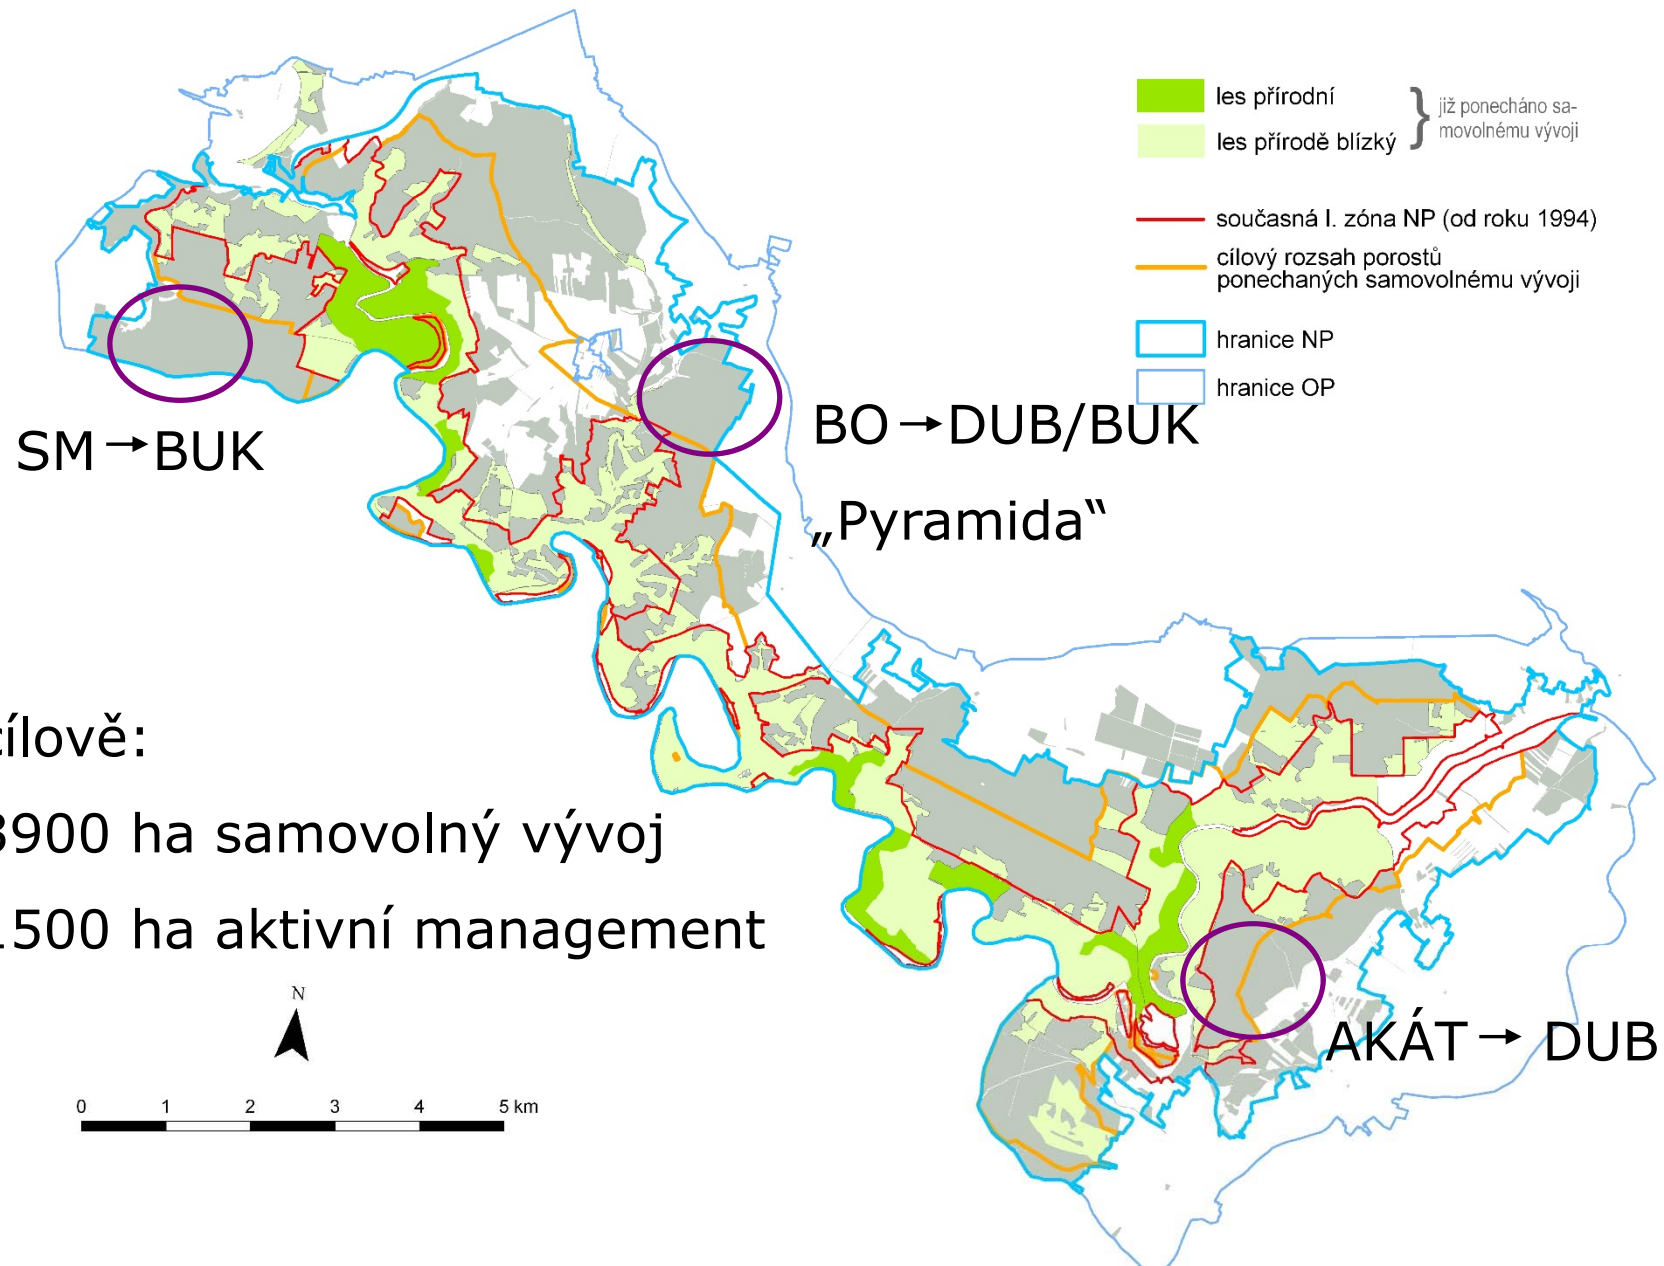 les přírodní
les přírodě blízký
} již ponecháno sa-
movolnému vývoji
současná I. zóna NP (od roku 1994)
cílový rozsah porostů
ponechaných samovolnému vývoji
hranice NP
hranice OP
SM → BUK
BO → DUB/BUK
„Pyramida“
ílově:
900 ha samovolný vývoj
500 ha aktivní management
AKÁT → DUB
N
0 1 2 3 4 5 km